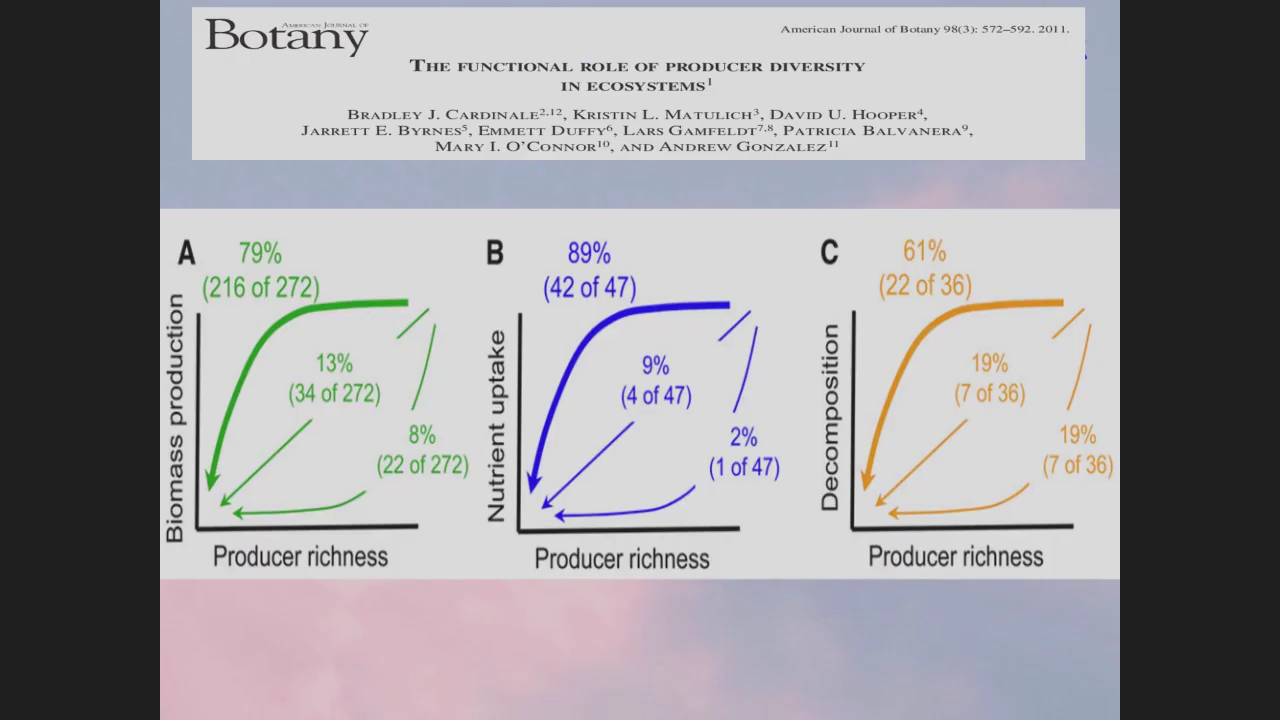 AMERICAN JOURNAL OF
Botany
American Journal of Botany 98(3): 572–592. 2011.
THE FUNCTIONAL ROLE OF PRODUCER DIVERSITY
IN ECOSYSTEMS1
BRADLEY J. CARDINALE2,12, KRISTIN L. MATULICH3, DAVID U. HOOPER4,
JARRETT E. BYRNES5, EMMETT DUFFY6, LARS GAMFELDT7,8, PATRICIA BALVANERA9,
MARY I. O'CONNOR10, AND ANDREW GONZALEZ11
A
79%
(216 of 272)
13%
(34 of 272)
8%
(22 of 272)
Biomass production
Producer richness
B
89%
(42 of 47)
9%
(4 of 47)
2%
(1 of 47)
Nutrient uptake
Producer richness
C
61%
(22 of 36)
19%
(7 of 36)
19%
(7 of 36)
Decomposition
Producer richness